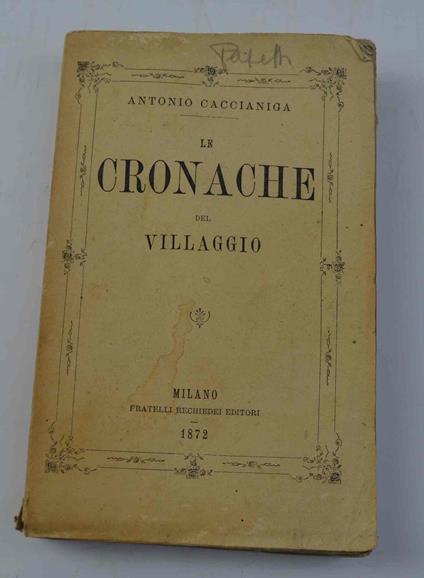 ANTONIO CACCIANIGA
LE
CRONACHE
DEL
VILLAGGIO
MILANO
FRATELLI RECHIEDEI EDITORI
1872